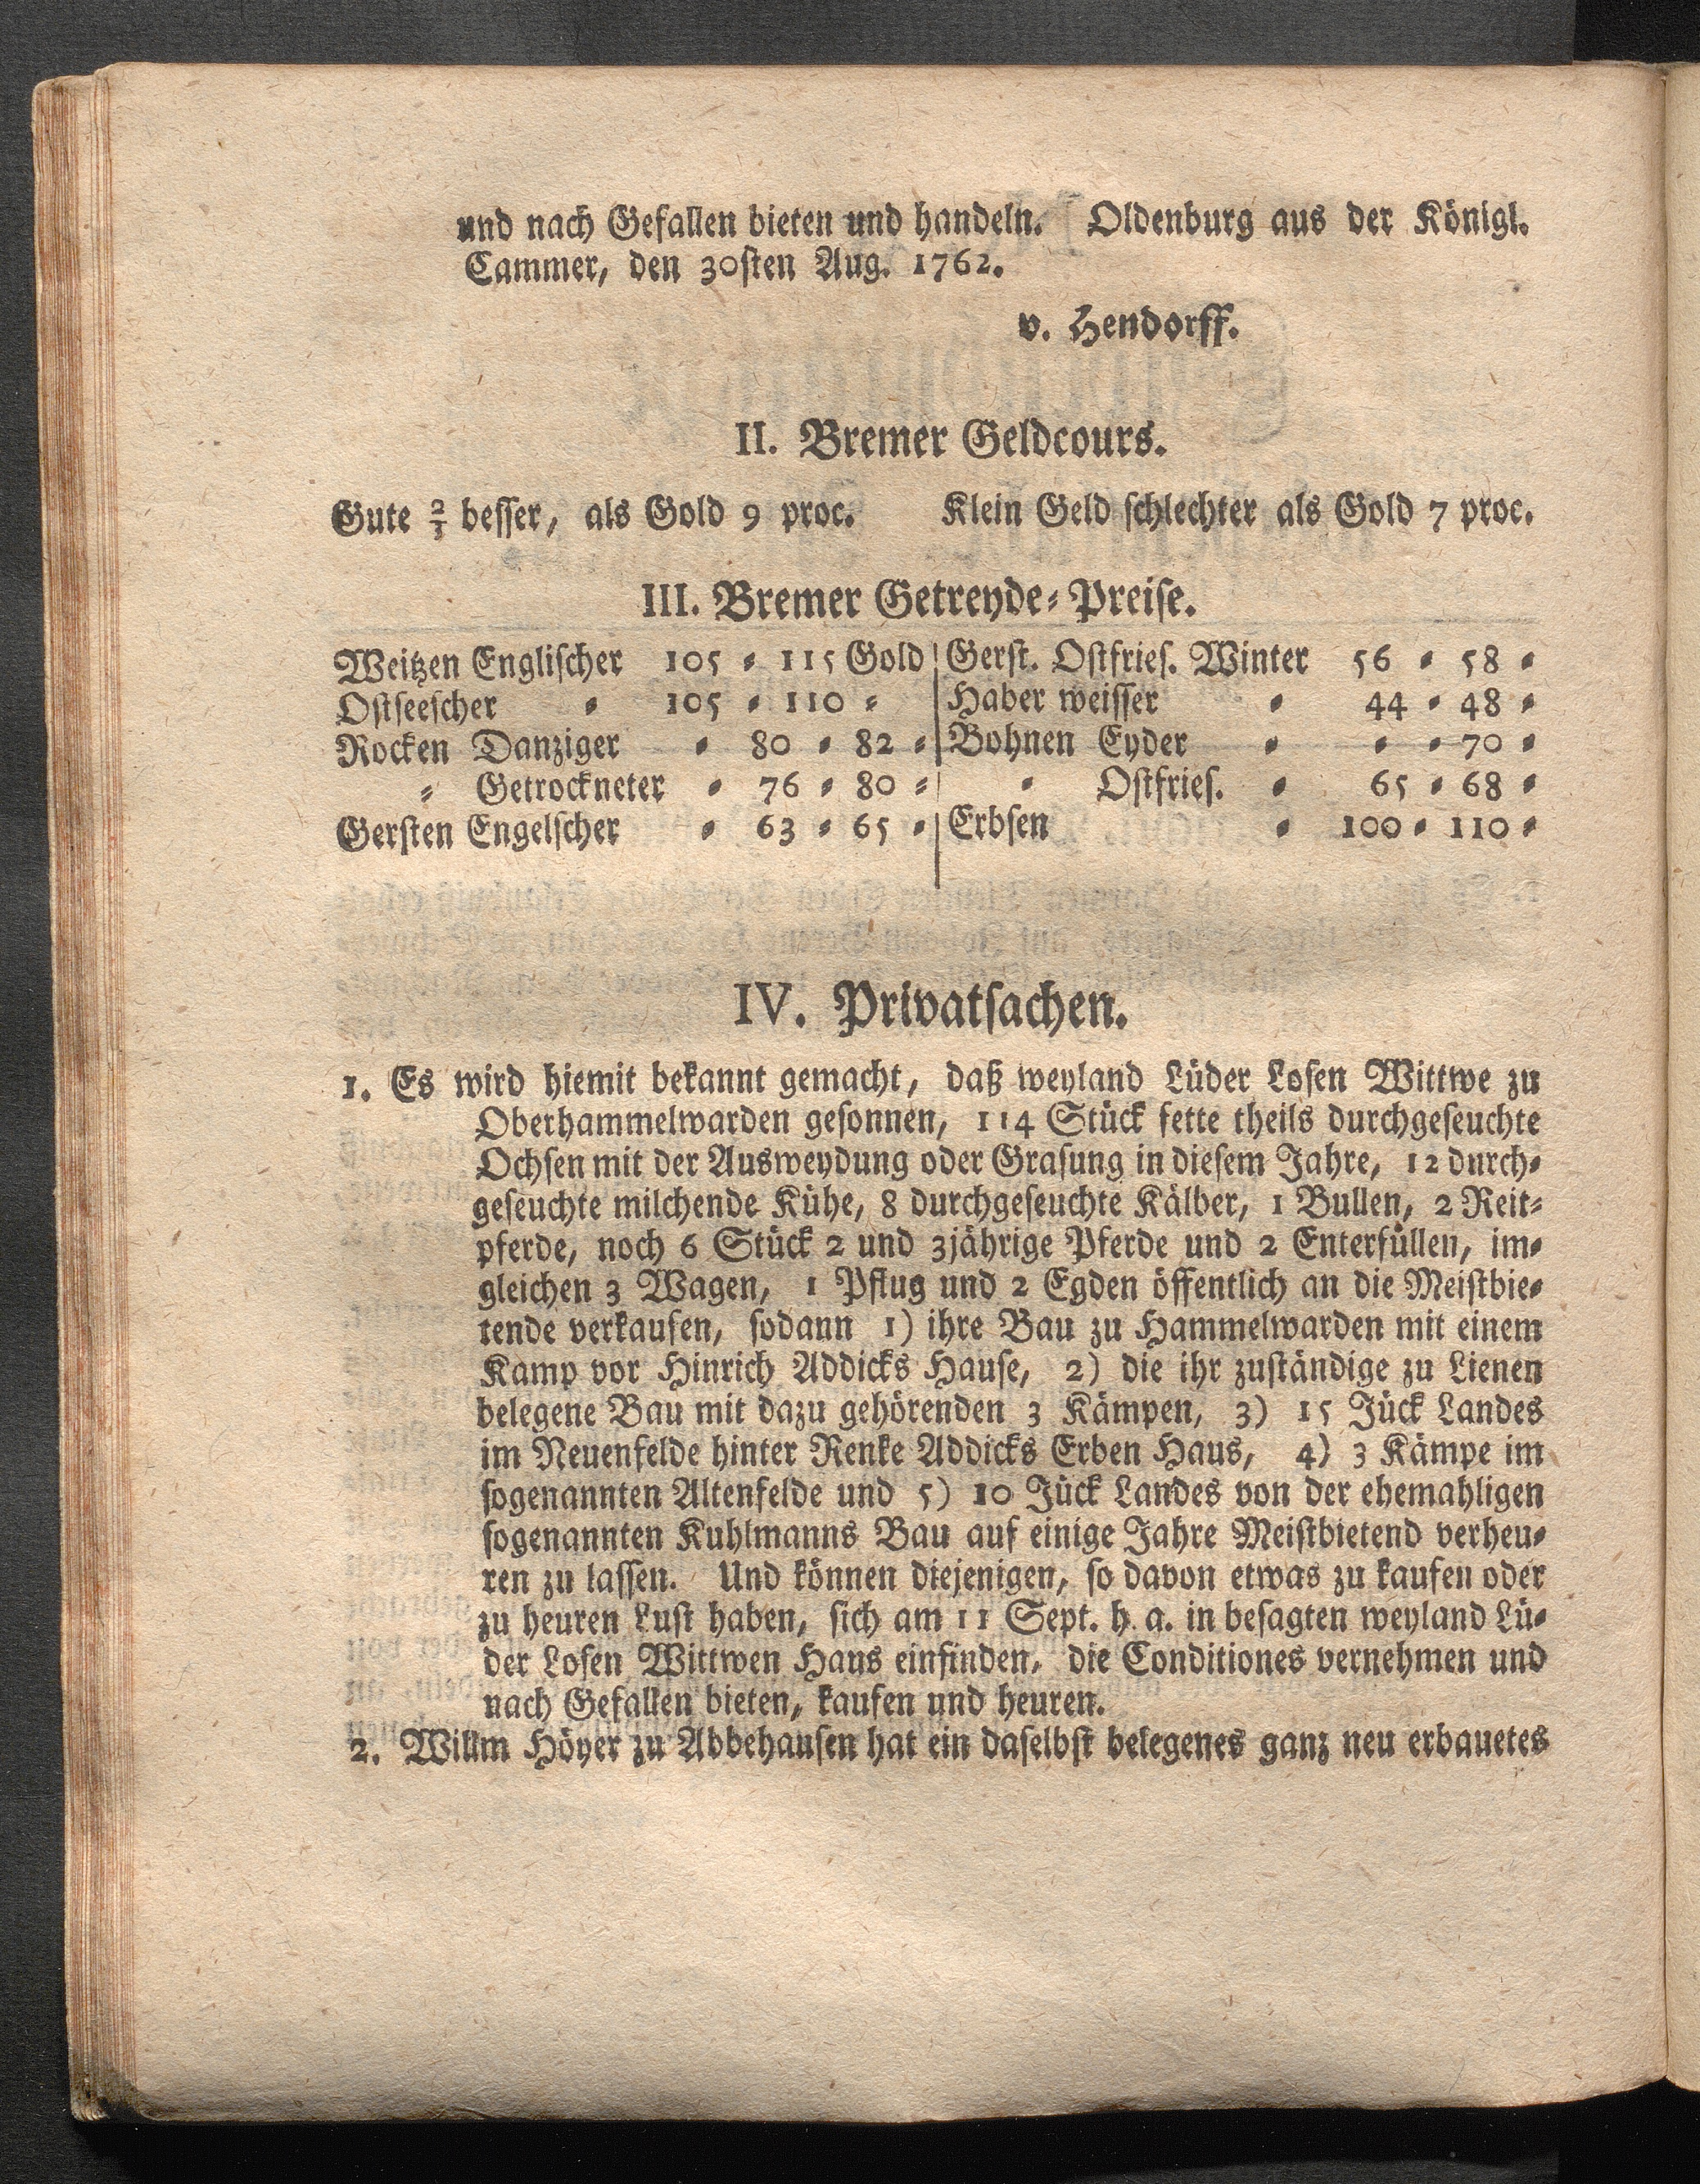 und nach Gefallen bieten und handeln. Oldenburg aus der Königl.
Cammer, den 30sten Aug. 1762.
v. Hendorff.
II. Bremer Geldcours.
Gute 2/3 besser, als Gold 9 proc. Klein Geld schlechter als Gold 7 proc.
III. Bremer Getreyde-Preise.
Weitzen Englischer 105 - 115 Gold
Ostseescher - 105 - 110 -
Rocken Danziger - 80 - 82 -
- Getrockneter - 76 - 80 -
Gersten Engelscher - 63 - 65 -
Gerst. Ostfries. Winter 56 - 58 -
Haber weisser - 44 - 48 -
Bohnen Eyder - - - 70 -
- Ostfries. - 65 - 68 -
Erbsen - 100 - 110 -
IV. Privatsachen.
1. Es wird hiemit bekannt gemacht, daß weyland Lüder Losen Wittwe zu
Oberhammelwarden gesonnen, 114 Stück fette theils durchgeseuchte
Ochsen mit der Ausweydung oder Grasung in diesem Jahre, 12 durch-
geseuchte milchende Kühe, 8 durchgeseuchte Kälber, 1 Bullen, 2 Reit-
pferde, noch 6 Stück 2 und 3jährige Pferde und 2 Enterfüllen, im-
gleichen 3 Wagen, 1 Pflug und 2 Egden öffentlich an die Meistbie-
tende verkaufen, sodann 1) ihre Bau zu Hammelwarden mit einem
Kamp vor Hinrich Addicks Hause, 2) die ihr zuständige zu Lienen
belegene Bau mit dazu gehörenden 3 Kämpen, 3) 15 Jück Landes
im Neuenfelde hinter Renke Addicks Erben Haus, 4) 3 Kämpe im
sogenannten Altenfelde und 5) 10 Jück Landes von der ehemahligen
sogenannten Kuhlmanns Bau auf einige Jahre Meistbietend verheu-
ren zu lassen. Und können diejenigen, so davon etwas zu kaufen oder
zu heuren Lust haben, sich am 11 Sept. h. a. in besagten weyland Lü-
der Losen Wittwen Haus einfinden, die Conditiones vernehmen und
nach Gefallen bieten, kaufen und heuren.
2. Willm Höyer zu Abbehausen hat ein daselbst belegenes ganz neu erbauetes